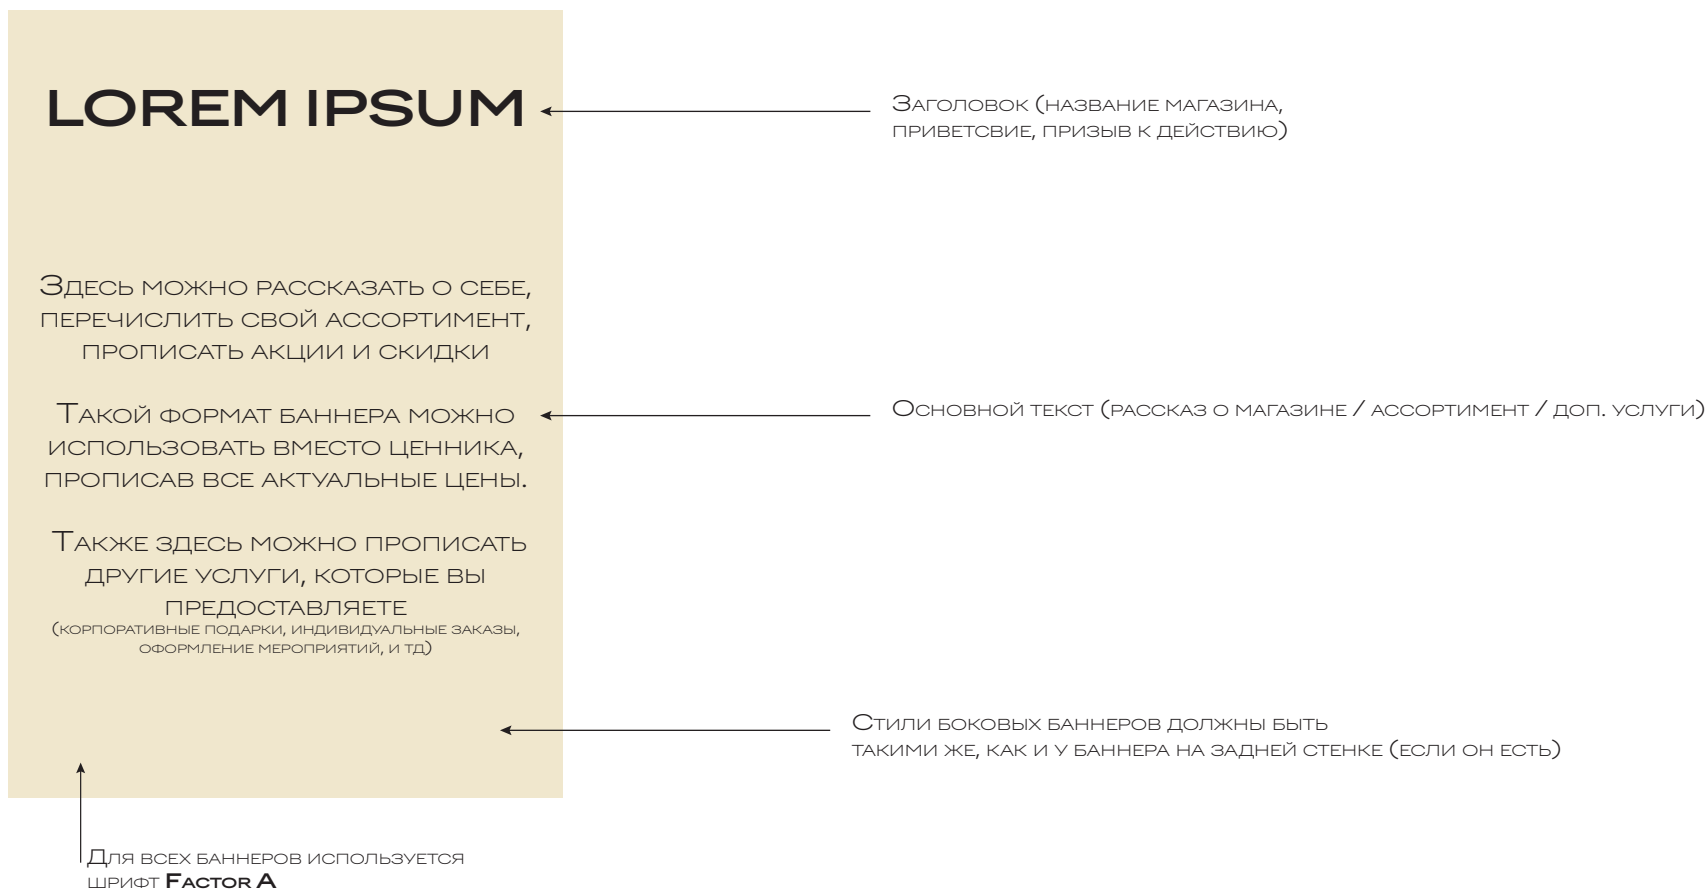 LOREM IPSUM
Заголовок (название магазина,
приветсвие, призыв к действию)
Здесь можно рассказать о себе,
перечислить свой ассортимент,
прописать акции и скидки
Такой формат баннера можно
использовать вместо ценника,
прописав все актуальные цены.
Основной текст (рассказ о магазине / ассортимент / доп. услуги)
Также здесь можно прописать
другие услуги, которые вы
предоставляете
(корпоративные подарки, индивидуальные заказы,
оформление мероприятий, и тд)
Стили боковых баннеров должны быть
такими же, как и у баннера на задней стенке (если он есть)
Для всех баннеров используется
шрифт Factor A